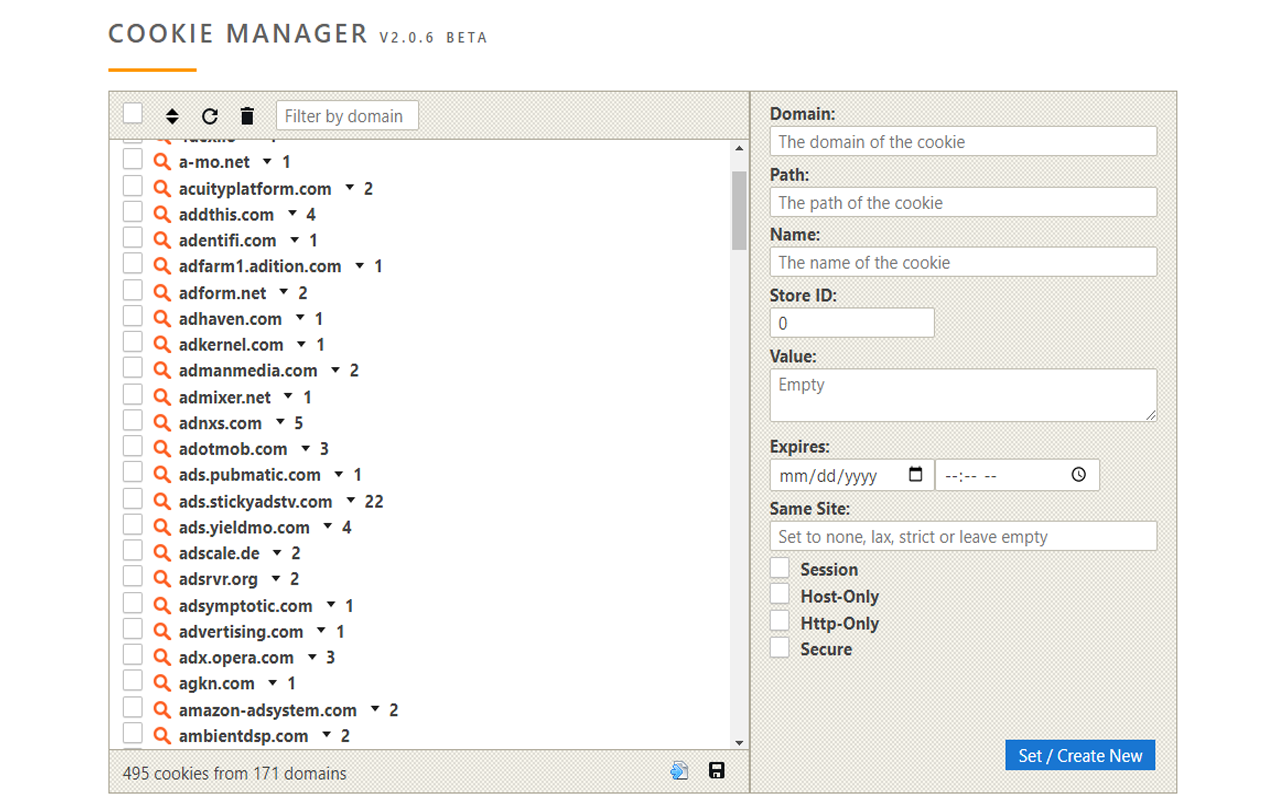 COOKIE MANAGER V2.0.6 BETA
Filter by domain
a-mo.net 1
acuityplatform.com 2
addthis.com 4
adentifi.com 1
adfarm1.adition.com 1
adform.net 2
adhaven.com 1
adkernel.com 1
admanmedia.com 2
admixer.net 1
adnxs.com 5
adotmob.com 3
ads.pubmatic.com 1
ads.stickyadstv.com 22
ads.yieldmo.com 4
adscale.de 2
adsrvr.org 2
adsymptotic.com 1
advertising.com 1
adx.opera.com 3
agkn.com 1
amazon-adsystem.com 2
ambientdsp.com 2
495 cookies from 171 domains
Domain:
The domain of the cookie
Path:
The path of the cookie
Name:
The name of the cookie
Store ID:
0
Value:
Empty
Expires:
mm/dd/yyyy --:-- --
Same Site:
Set to none, lax, strict or leave empty
Session
Host-Only
Http-Only
Secure
Set / Create New